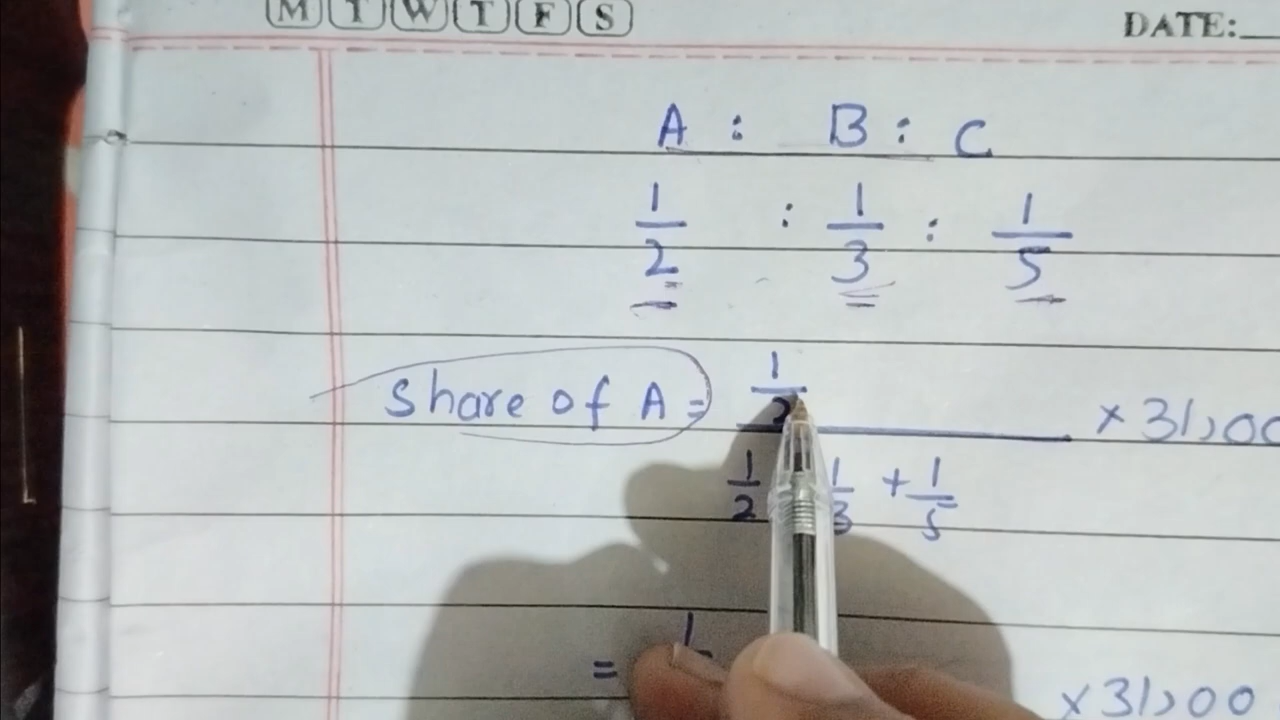 M T W T F S
DATE:
A : B : C
1/2 : 1/3 : 1/5
Share of A = 1/2
× 31,00
1/2 1/3 + 1/5
=
× 31,00